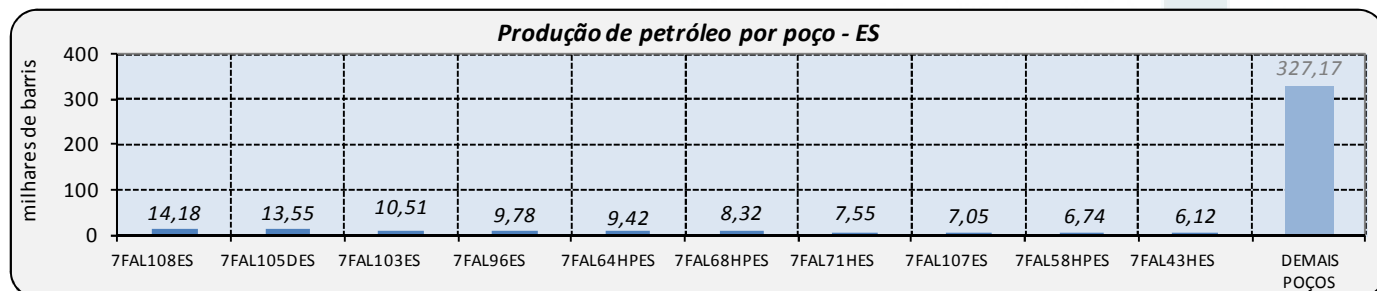 Produção de petróleo por poço - ES
milhares de barris
400
300
200
100
0
327,17
14,18 13,55 10,51 9,78 9,42 8,32 7,55 7,05 6,74 6,12
7FAL108ES 7FAL105DES 7FAL103ES 7FAL96ES 7FAL64HPES 7FAL68HPES 7FAL71HES 7FAL107ES 7FAL58HPES 7FAL43HES DEMAIS
POÇOS